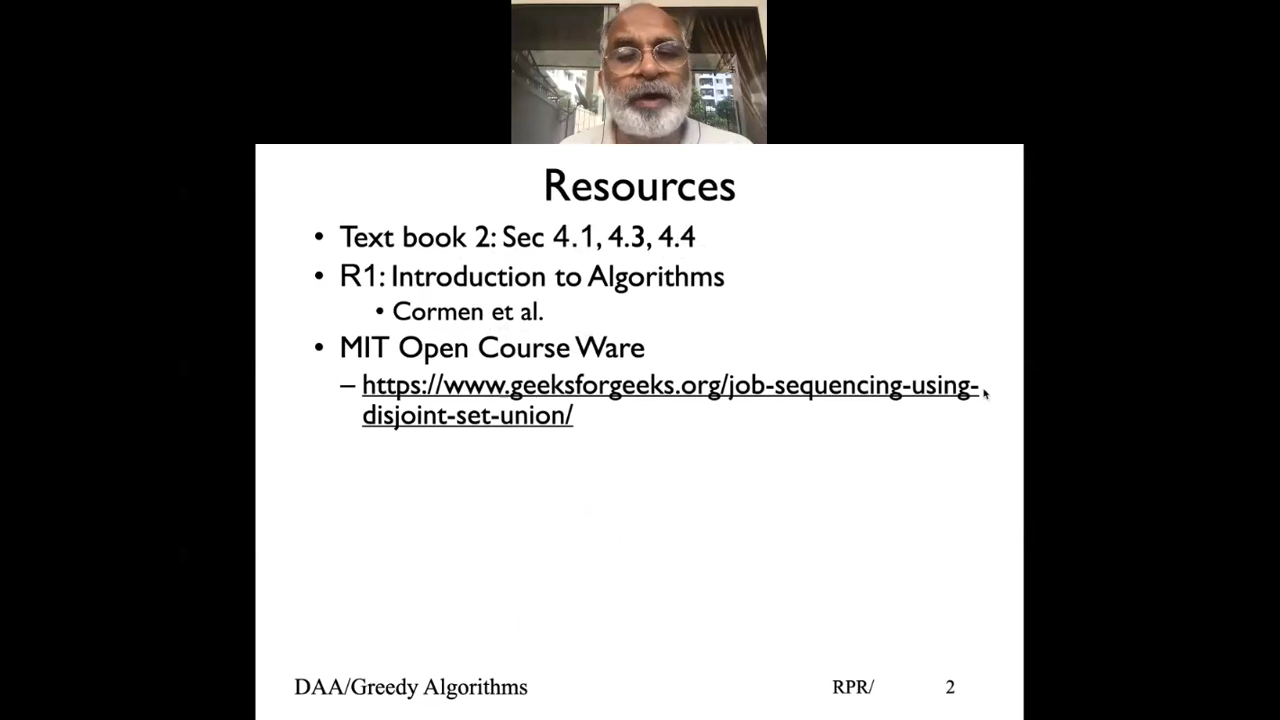 Resources
• Text book 2: Sec 4.1, 4.3, 4.4
• R1: Introduction to Algorithms
• Cormen et al.
• MIT Open Course Ware
– https://www.geeksforgeeks.org/job-sequencing-using-
disjoint-set-union/
DAA/Greedy Algorithms RPR/ 2